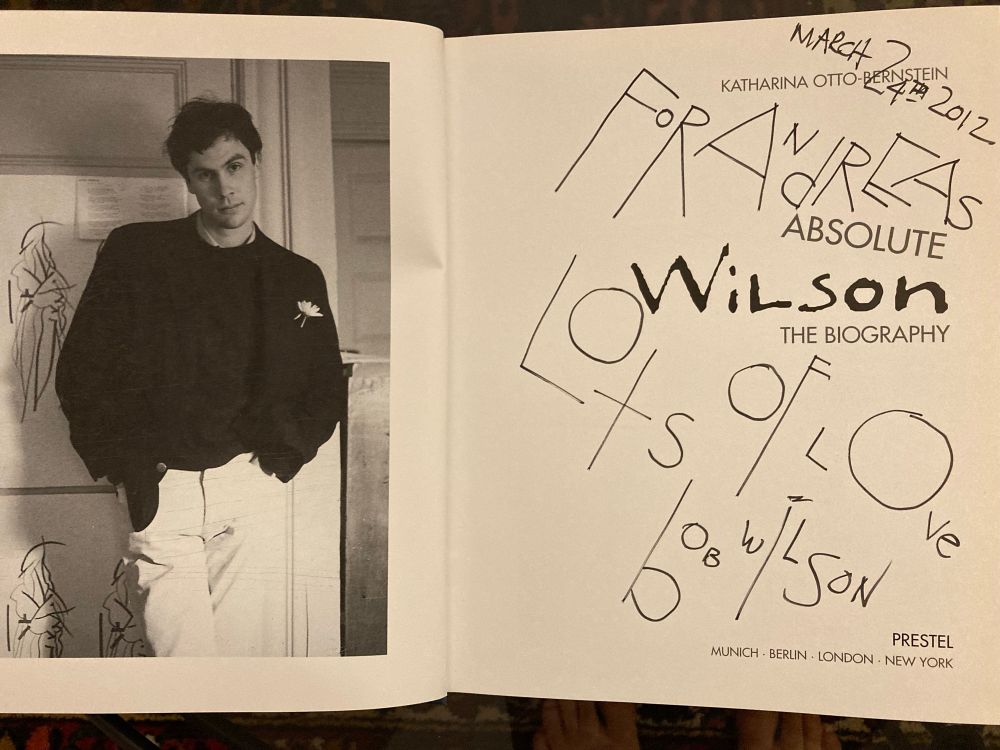 MARCH
24TH 2012
KATHARINA OTTO-BERNSTEIN
FOR ANdREAS
ABSOLUTE
WiLson
THE BIOGRAPHY
LOtS OF LOve
BOB WILSON
PRESTEL
MUNICH · BERLIN · LONDON · NEW YORK